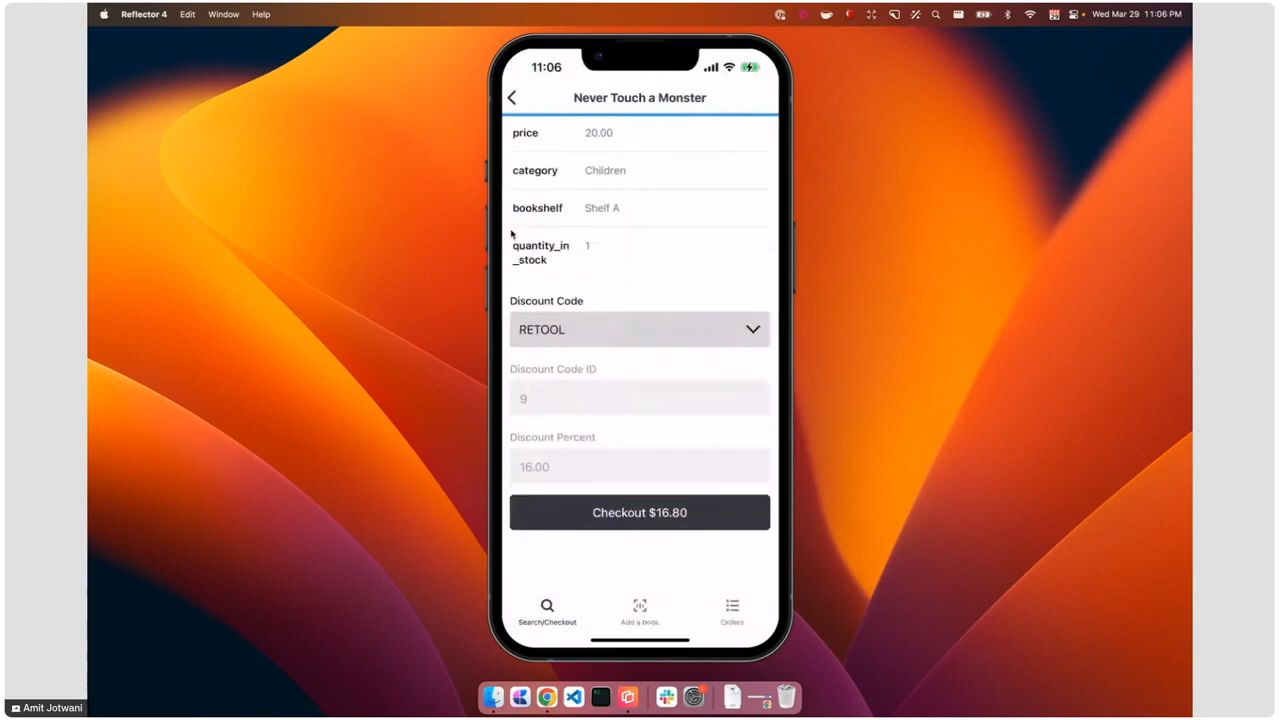 Reflector 4 Edit Window Help
29 Wed Mar 29 11:06 PM
11:06
Never Touch a Monster
price 20.00
category Children
bookshelf Shelf A
quantity_in
_stock 1
Discount Code
RETOOL
Discount Code ID
9
Discount Percent
16.00
Checkout $16.80
Search/Checkout Add a book Orders
Amit Jotwani